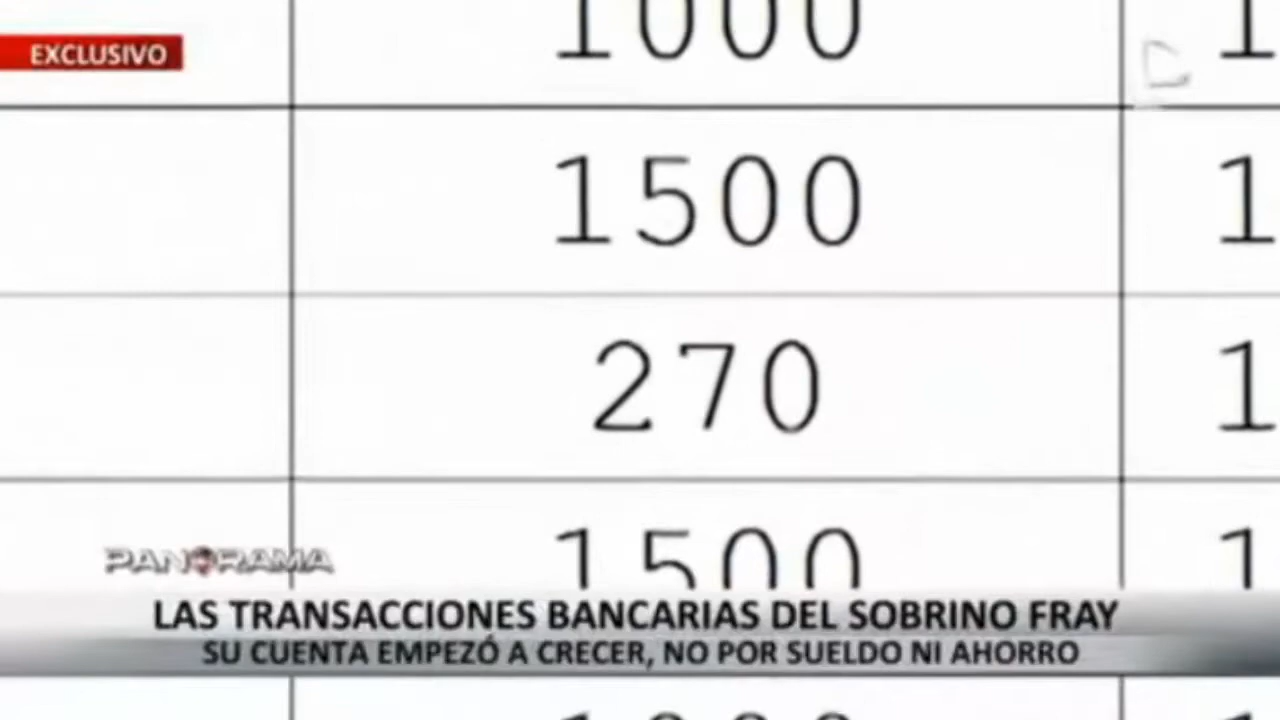 1000
EXCLUSIVO
1500
270
1500
PANORAMA
LAS TRANSACCIONES BANCARIAS DEL SOBRINO FRAY
SU CUENTA EMPEZÓ A CRECER, NO POR SUELDO NI AHORRO